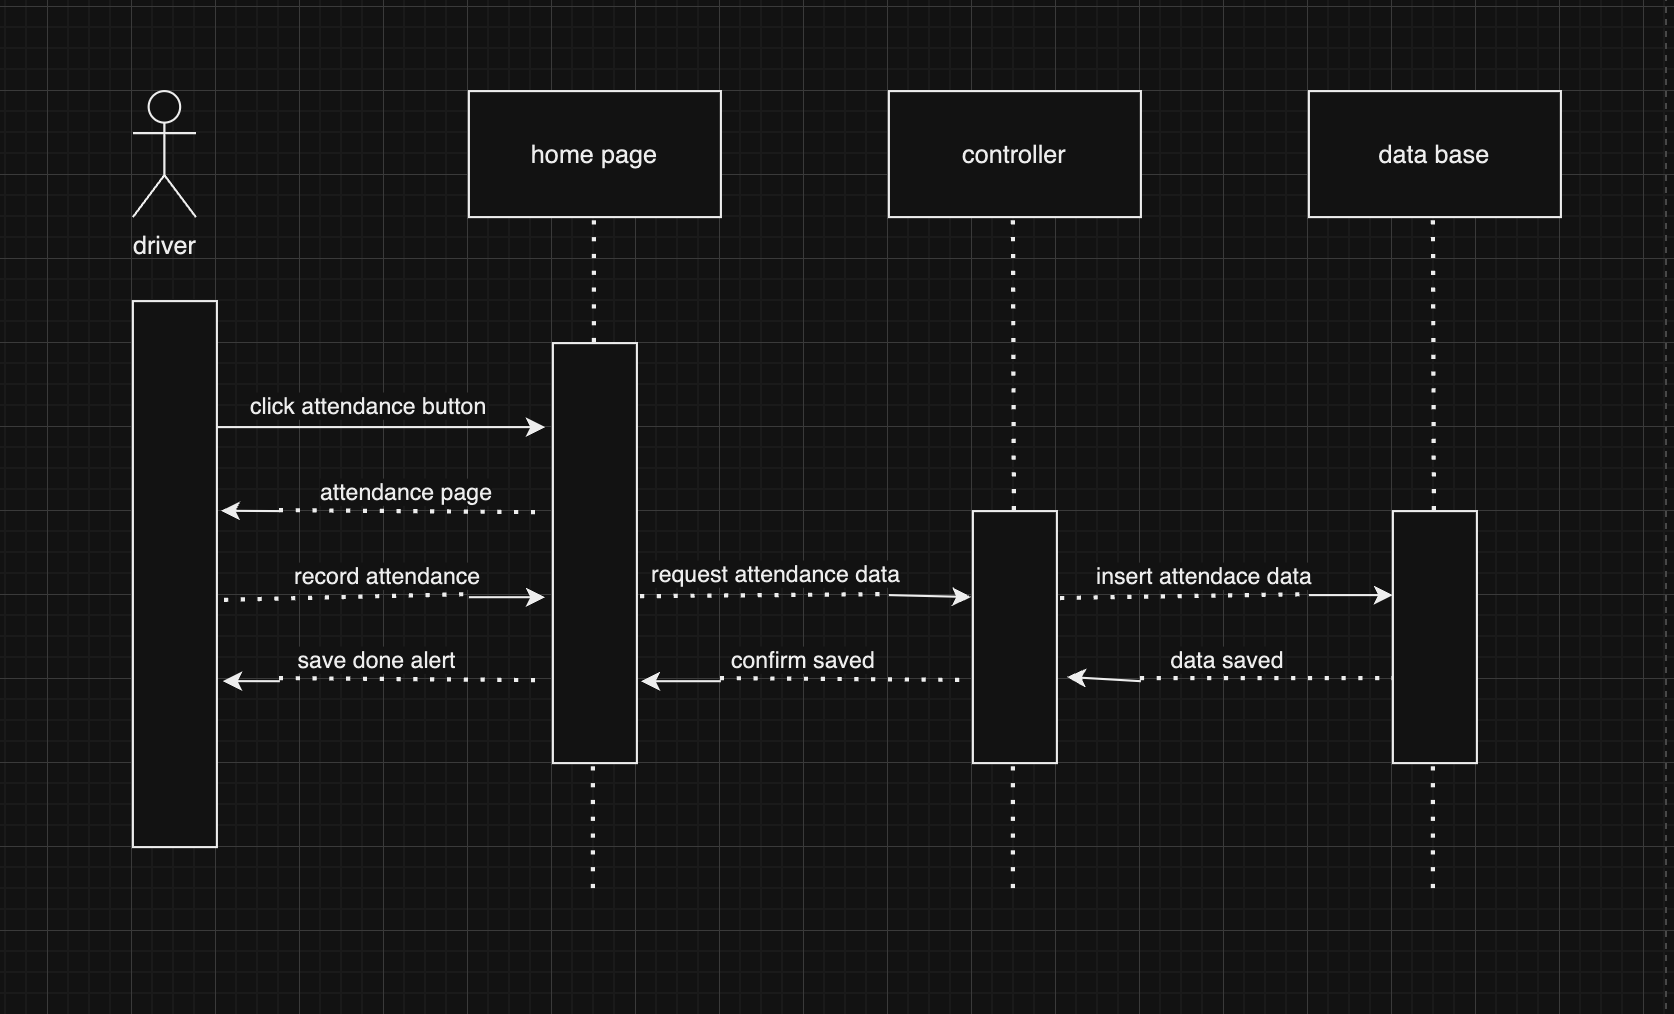 home page
controller
data base
driver
click attendance button
attendance page
record attendance
request attendance data
insert attendace data
save done alert
confirm saved
data saved